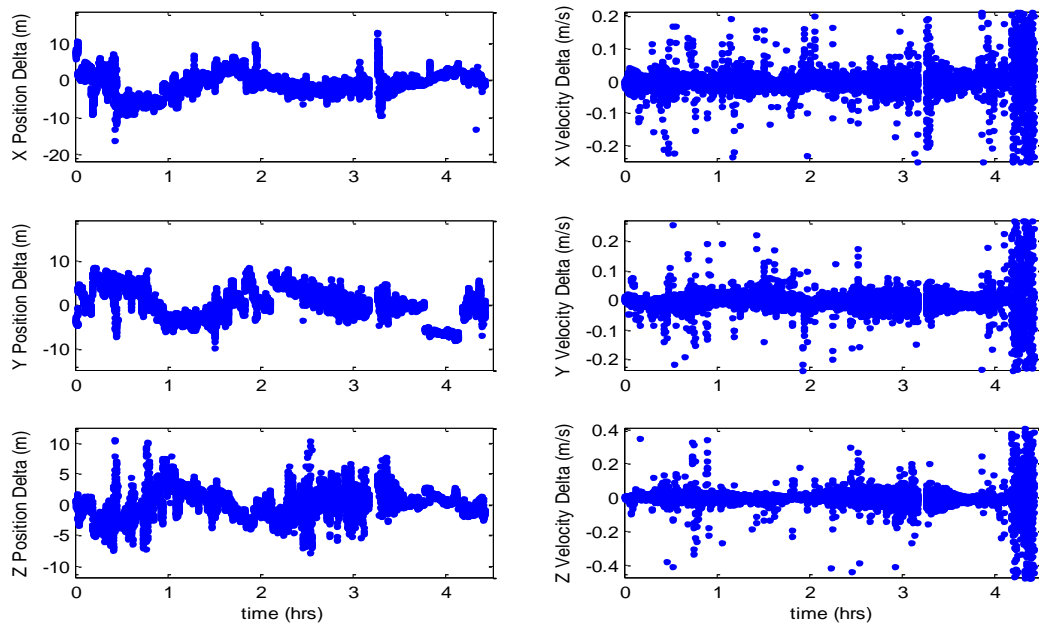 X Position Delta (m)
10
0
-10
-20
0 1 2 3 4
X Velocity Delta (m/s)
0.2
0.1
0
-0.1
-0.2
0 1 2 3 4
Y Position Delta (m)
10
0
-10
0 1 2 3 4
Y Velocity Delta (m/s)
0.2
0.1
0
-0.1
-0.2
0 1 2 3 4
Z Position Delta (m)
10
5
0
-5
-10
0 1 2 3 4
time (hrs)
Z Velocity Delta (m/s)
0.4
0.2
0
-0.2
-0.4
0 1 2 3 4
time (hrs)